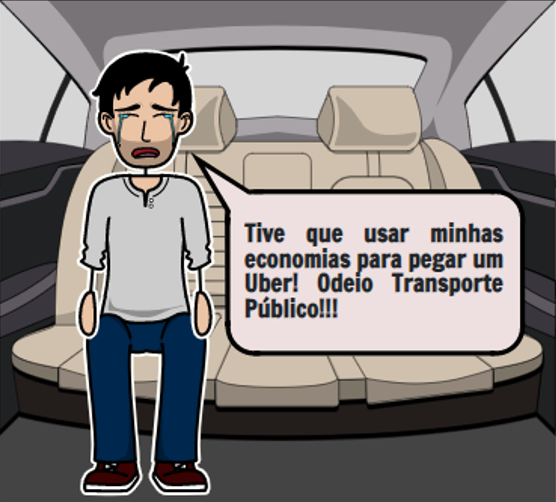 Tive que usar minhas
economias para pegar um
Uber! Odeio Transporte
Público!!!